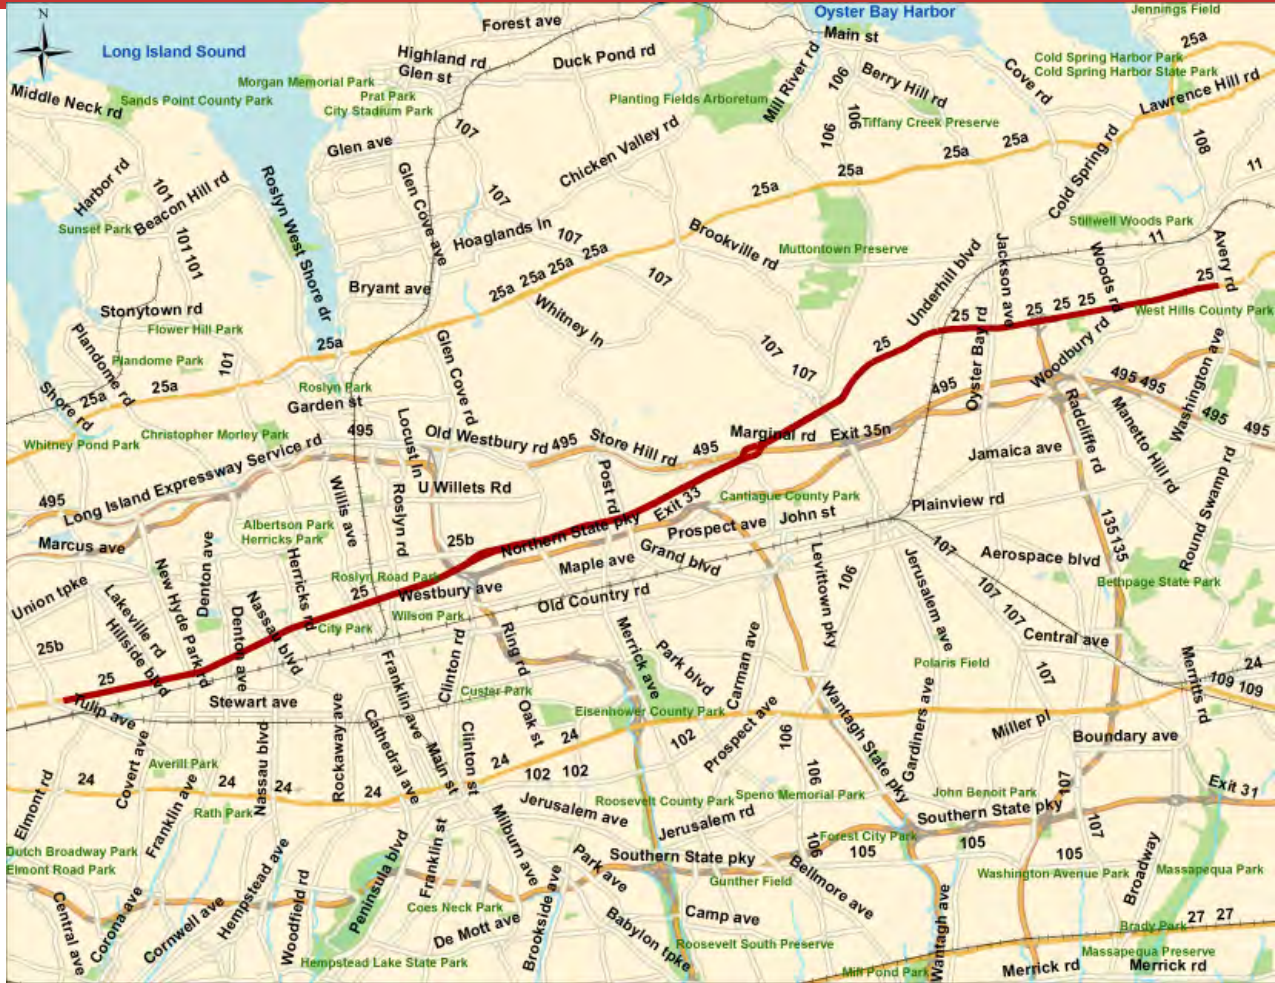 Forest ave
Oyster Bay Harbor
Jennings Field
N
Long Island Sound
Highland rd
Duck Pond rd
Main st
25a
Glen st
Cold Spring Harbor Park
Cold Spring Harbor State Park
Morgan Memorial Park
Prat Park
City Stadium Park
Middle Neck rd
Sands Point County Park
Planting Fields Arboretum
Mill River rd
106
Berry Hill rd
Cove rd
Lawrence Hill rd
Tiffany Creek Preserve
106
106
107
Glen ave
Chicken Valley rd
25a
25a
108
Harbor rd
101
Beacon Hill rd
Roslyn West Shore dr
Glen Cove ave
107
25a
25a
Cold Spring rd
11
Sunset Park
101
101
Hoaglands ln
107
Brookville rd
Muttontown Preserve
Stillwell Woods Park
11
Underhill blvd
Jackson ave
Woods rd
Avery rd
25a 25a 25a 25a
107
Bryant ave
25
Stonytown rd
Flower Hill Park
Whitney ln
25
25
25
25
West Hills County Park
Plandome rd
Plandome Park
101
25a
Glen Cove rd
107
107
25
Oyster Bay rd
Woodbury rd
Washington ave
Shore rd
25a
25a
Roslyn Park
Garden st
495
495 495
495
495
Whitney Pond Park
Christopher Morley Park
495
Locust ln
Old Westbury rd
495
Store Hill rd
495
Marginal rd
Exit 35n
Radcliffe rd
Manetto Hill rd
Long Island Expressway Service rd
495
Jamaica ave
U Willets Rd
Post rd
Cantiague County Park
Plainview rd
Round Swamp rd
Willis ave
Roslyn rd
Exit 33
Albertson Park
Herricks Park
Northern State pky
Prospect ave
John st
135
135
Marcus ave
Denton ave
Herricks rd
25b
Maple ave
Grand blvd
Levittown pky
106
107
Aerospace blvd
Union tpke
Lakeville rd
New Hyde Park rd
Roslyn Road Park
25
Westbury ave
Old Country rd
Jerusalem ave
107
107
Bethpage State Park
Hillside blvd
Denton ave
Nassau blvd
City Park
Wilson Park
25b
Clinton rd
Ring rd
Merrick ave
Park blvd
Carman ave
Central ave
Polaris Field
107
Merritts rd
24
109 109
25
Tulip ave
Stewart ave
Franklin ave
Custer Park
Oak st
Eisenhower County Park
Prospect ave
Wantagh State pky
Gardiners ave
Miller pl
Boundary ave
Elmont rd
Covert ave
Nassau blvd
Rockaway ave
Cathedral ave
Main st
Clinton st
24
24
102
106
Averill Park
24
24
24
24
102
102
106
107
Exit 31
Franklin ave
Rath Park
Jerusalem ave
Roosevelt County Park
Speno Memorial Park
John Benoit Park
Southern State pky
107
Milburn ave
Jerusalem rd
Forest City Park
Dutch Broadway Park
Elmont Road Park
Hempstead ave
Peninsula blvd
Franklin st
Park ave
Southern State pky
106
105
105
105
Broadway
Massapequa Park
Gunther Field
Washington Avenue Park
Central ave
Corona ave
Cornwell ave
Woodfield rd
Coes Neck Park
De Mott ave
Brookside ave
Babylon tpke
Camp ave
Bellmore ave
Wantagh ave
Brady Park
27 27
Roosevelt South Preserve
Massapequa Preserve
Hempstead Lake State Park
Mill Pond Park
Merrick rd
Merrick rd